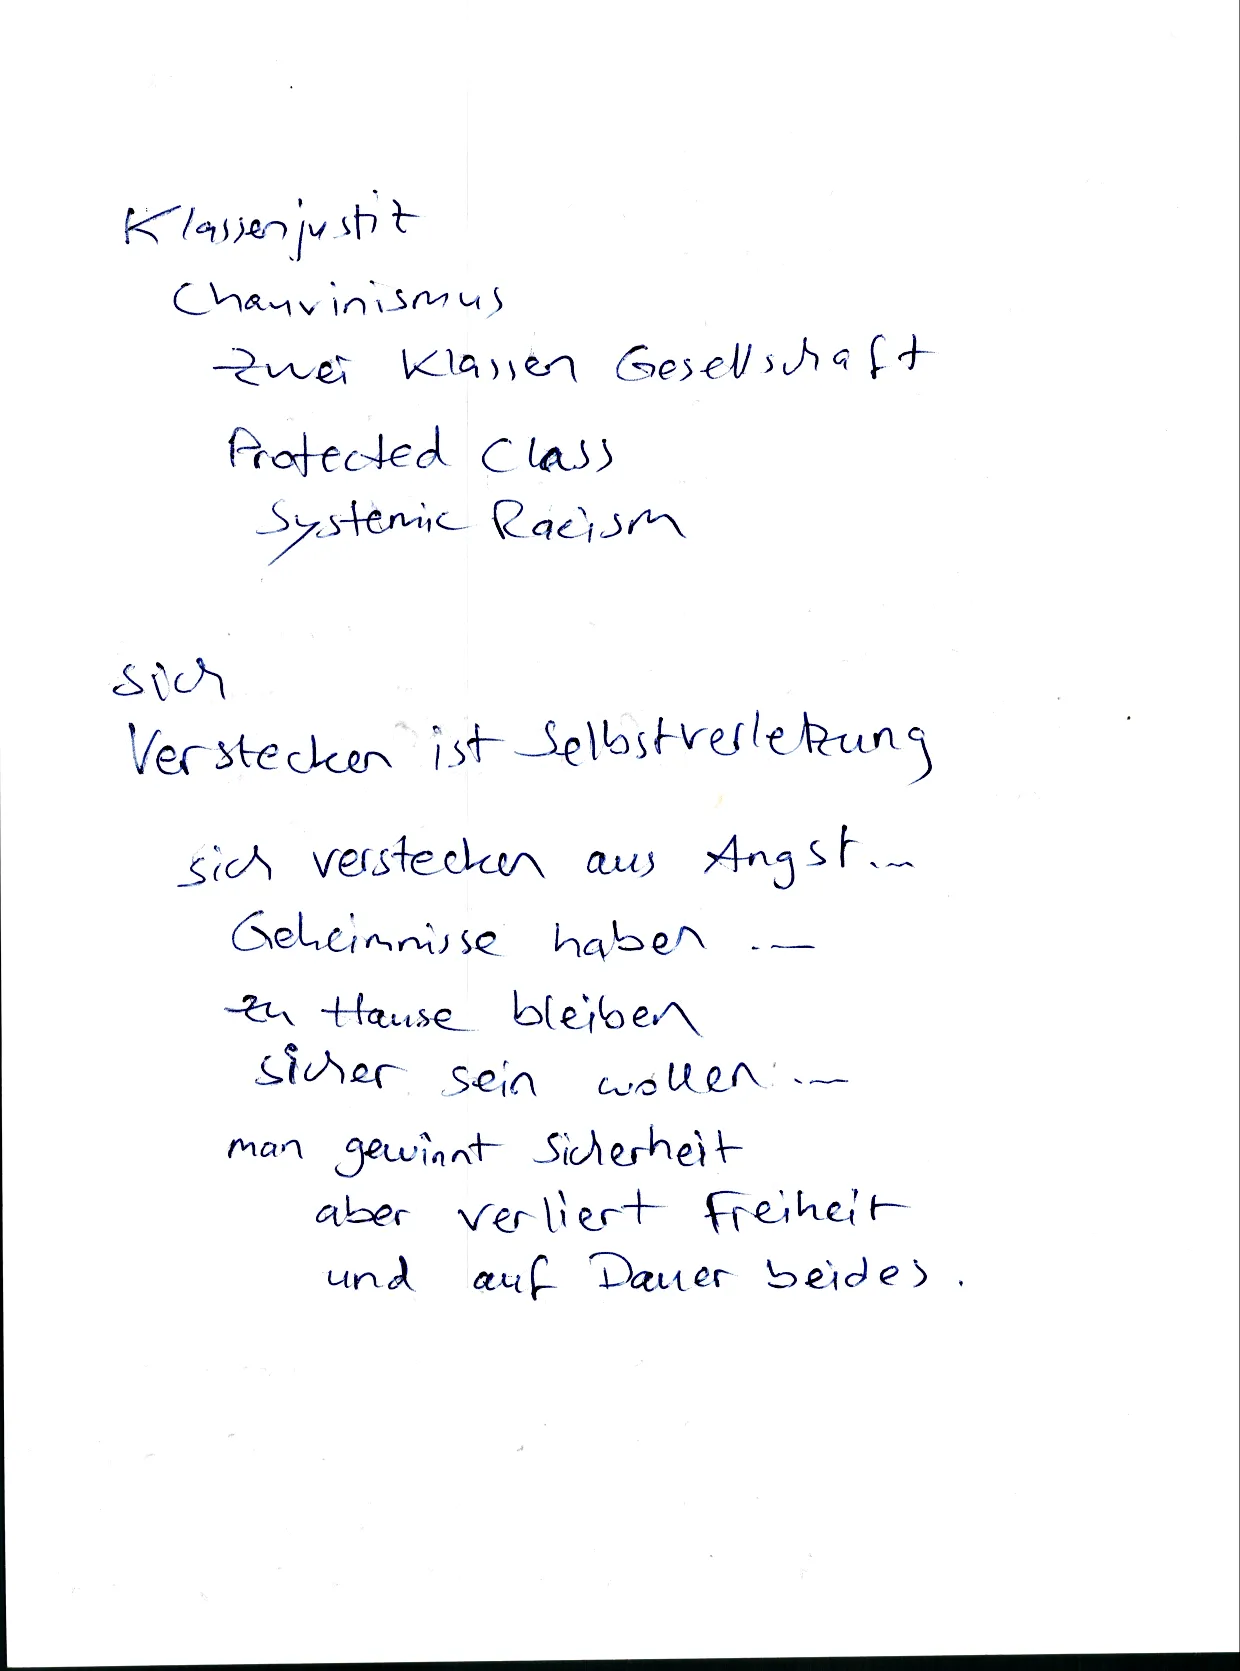 Klassenjustiz
Chauvinismus
Zwei Klassen Gesellschaft
Protected Class
Systemic Racism
sich
Verstecken ist Selbstverletzung
sich verstecken aus Angst...
Geheimnisse haben ...
zu Hause bleiben
sicher sein wollen ...
man gewinnt Sicherheit
aber verliert Freiheit
und auf Dauer beides.